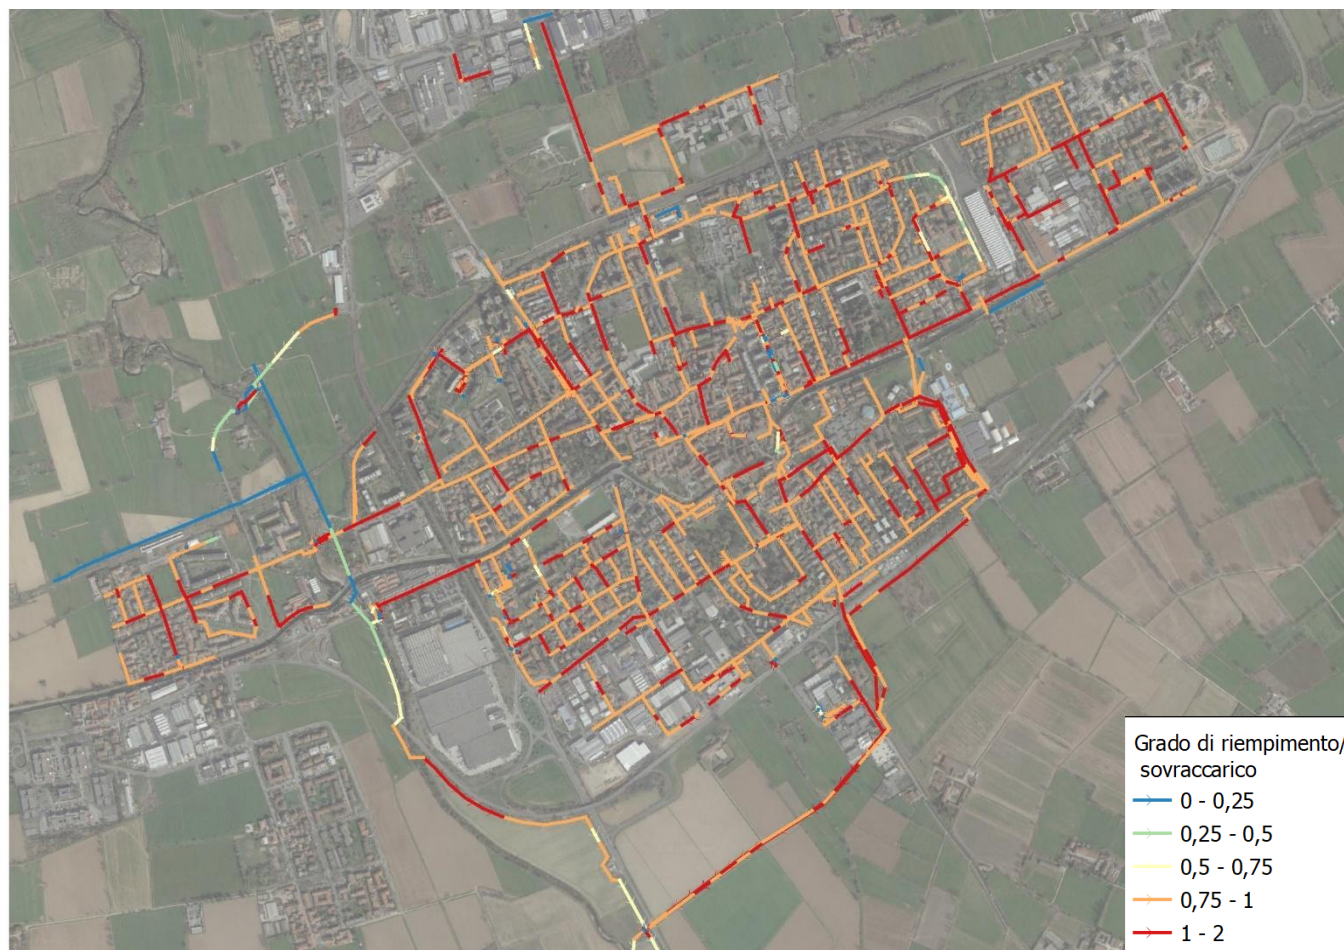 Grado di riempimento/
sovraccarico
0 - 0,25
0,25 - 0,5
0,5 - 0,75
0,75 - 1
1 - 2